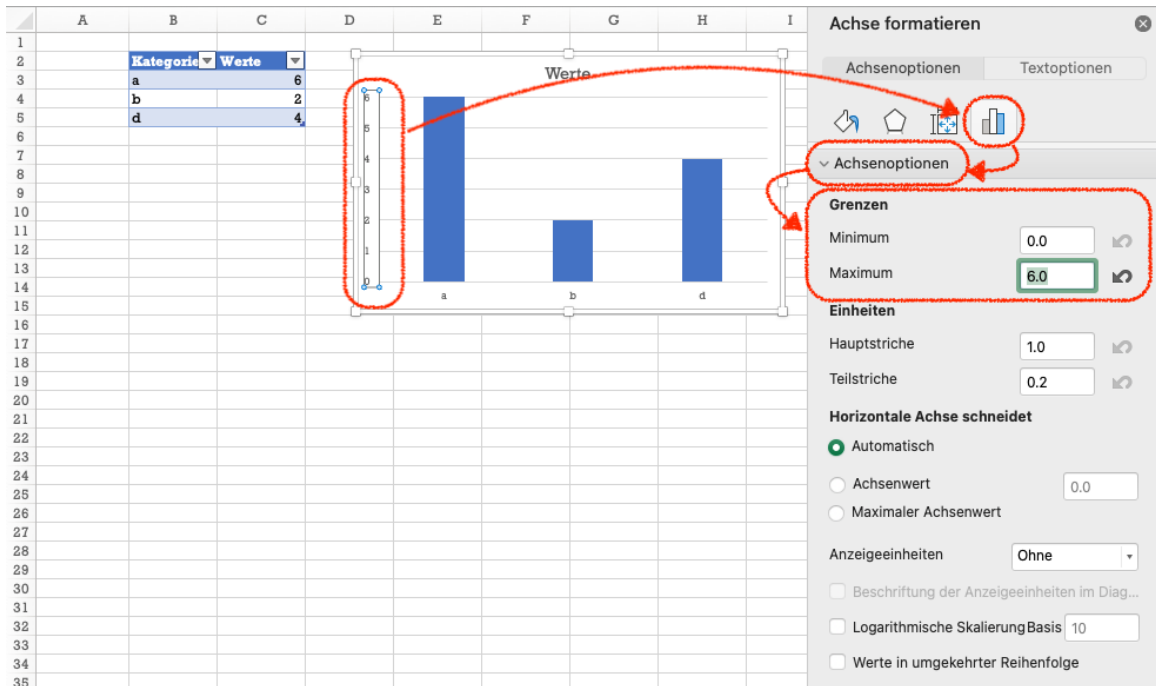 A B C D E F G H I
1
2 Kategorie Werte
3 a 6
4 b 2
5 d 4
6
7
8
9
10
11
12
13
14
15
16
17
18
19
20
21
22
23
24
25
26
27
28
29
30
31
32
33
34
35
Werte
6
5
4
3
2
1
0
a b d
Achse formatieren
Achsenoptionen Textoptionen
Achsenoptionen
Grenzen
Minimum 0.0
Maximum 6.0
Einheiten
Hauptstriche 1.0
Teilstriche 0.2
Horizontale Achse schneidet
Automatisch
Achsenwert 0.0
Maximaler Achsenwert
Anzeigeeinheiten Ohne
Beschriftung der Anzeigeeinheiten im Diag...
Logarithmische Skalierung Basis 10
Werte in umgekehrter Reihenfolge